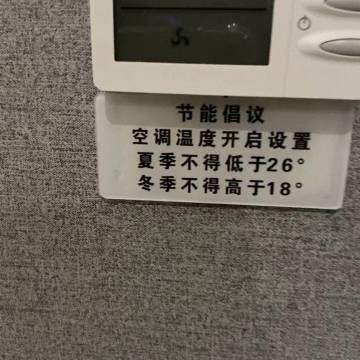 节能倡议
空调温度开启设置
夏季不得低于26°
冬季不得高于18°